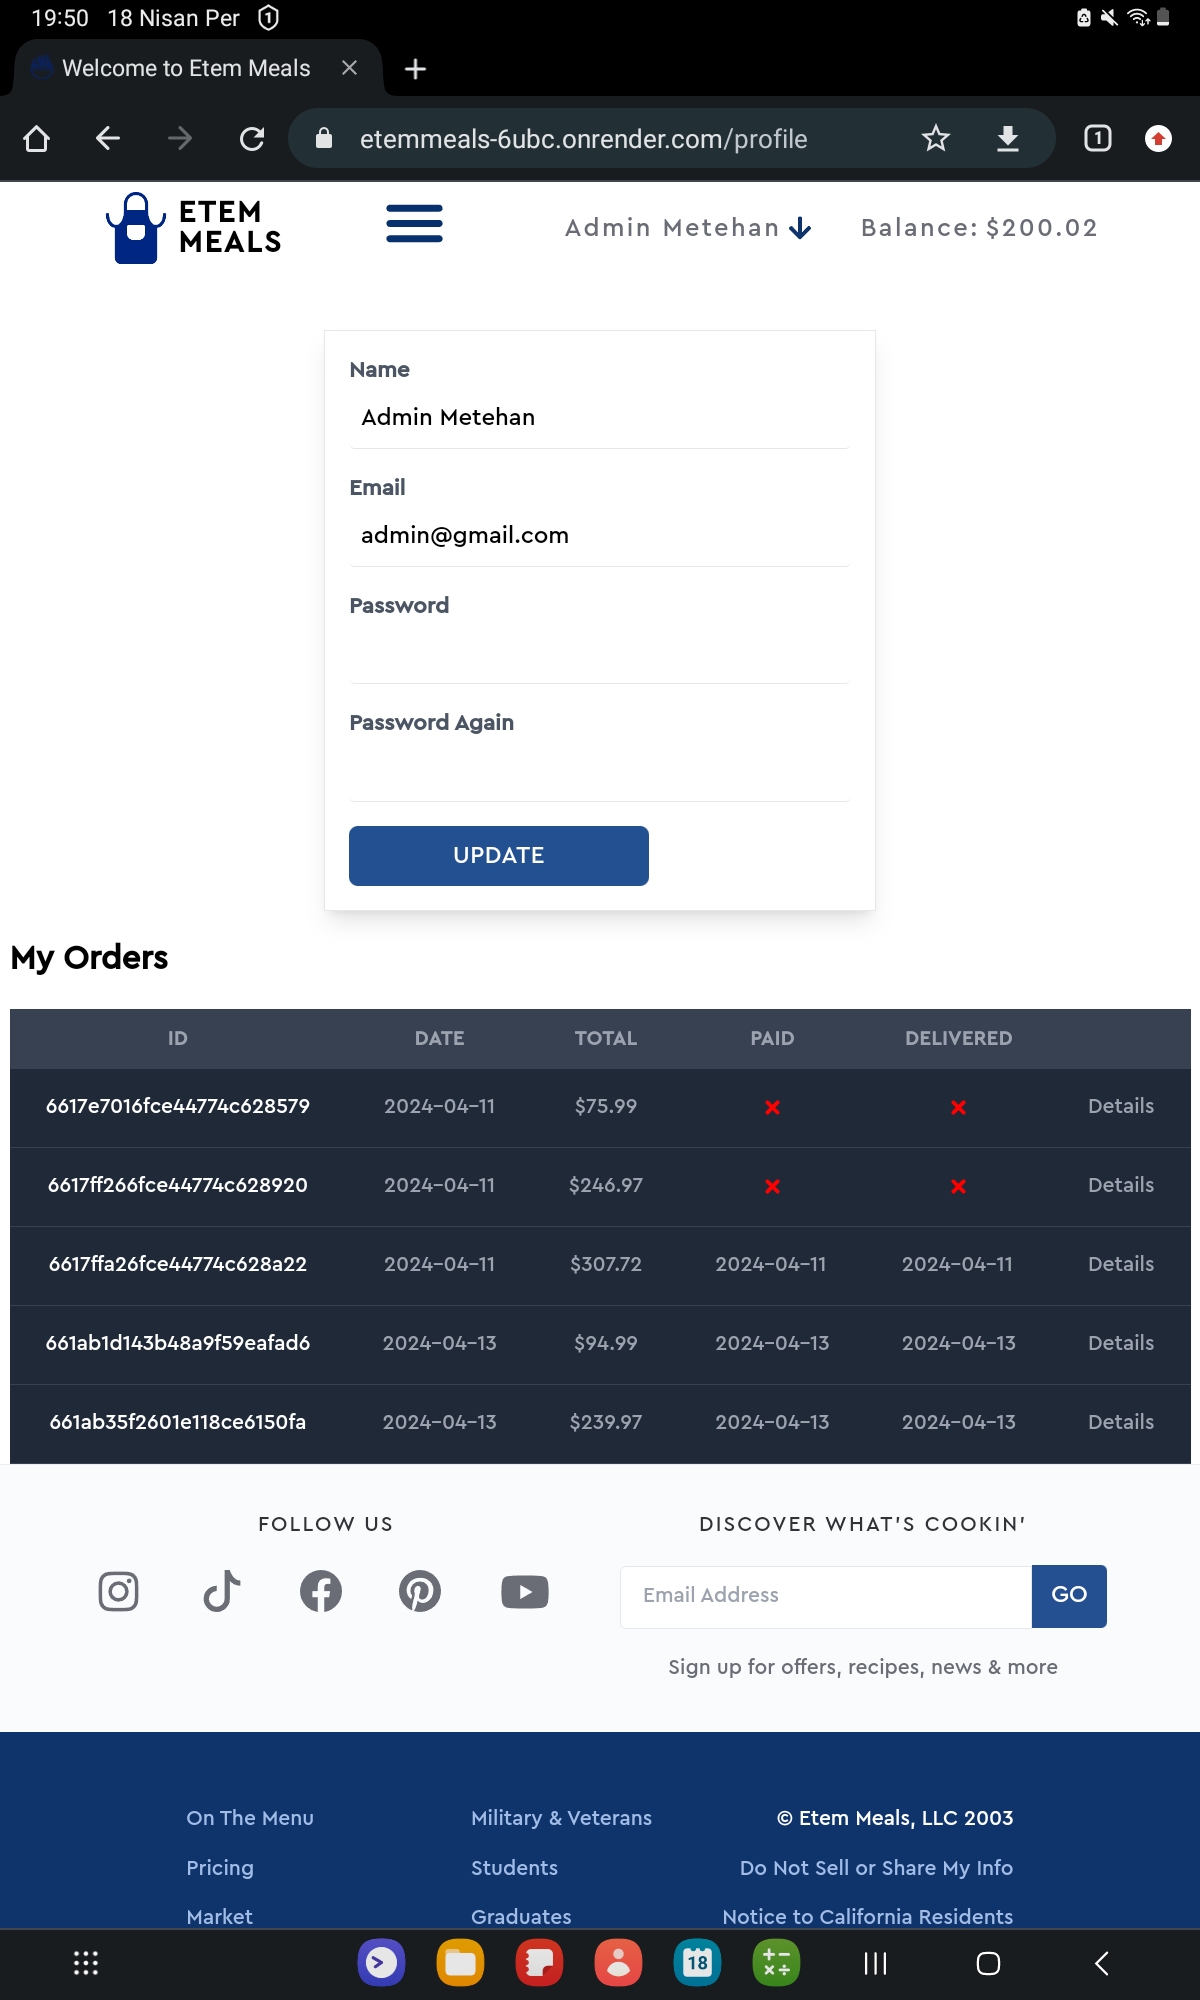 19:50 18 Nisan Per 1
Welcome to Etem Meals
etemmeals-6ubc.onrender.com/profile 1
ETEM
MEALS
Admin Metehan Balance: $200.02
Name
Admin Metehan
Email
admin@gmail.com
Password
Password Again
UPDATE
My Orders
ID DATE TOTAL PAID DELIVERED
6617e7016fce44774c628579 2024-04-11 $75.99 Details
6617ff266fce44774c628920 2024-04-11 $246.97 Details
6617ffa26fce44774c628a22 2024-04-11 $307.72 2024-04-11 2024-04-11 Details
661ab1d143b48a9f59eafad6 2024-04-13 $94.99 2024-04-13 2024-04-13 Details
661ab35f2601e118ce6150fa 2024-04-13 $239.97 2024-04-13 2024-04-13 Details
FOLLOW US
DISCOVER WHAT'S COOKIN'
Email Address GO
Sign up for offers, recipes, news & more
On The Menu Military & Veterans © Etem Meals, LLC 2003
Pricing Students Do Not Sell or Share My Info
Market Graduates Notice to California Residents
18